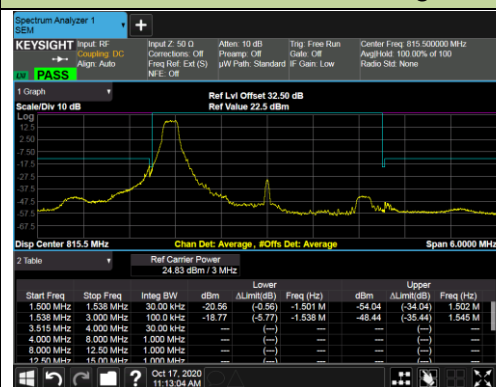 Spectrum Analyzer 1
SEM
KEYSIGHT Input: RF Input Z: 50 Ω Atten: 10 dB Trig: Free Run Center Freq: 815.500000 MHz
Coupling: DC Corrections: Off Preamp: Off Gate: Off Avg|Hold: 100.00% of 100
Align: Auto Freq Ref: Ext (S) µW Path: Standard IF Gain: Low Radio Std: None
NFE: Off
LXI PASS
1 Graph
Ref Lvl Offset 32.50 dB
Scale/Div 10 dB Ref Value 22.5 dBm
Log
12.5
2.50
-7.50
-17.5
-27.5
-37.5
-47.5
-57.5
-67.5
Disp Center 815.5 MHz Chan Det: Average , #Offs Det: Average Span 6.0000 MHz
2 Table
Ref Carrier Power
24.83 dBm / 3 MHz
Lower Upper
Start Freq Stop Freq Integ BW dBm ΔLimit(dB) Freq (Hz) dBm ΔLimit(dB) Freq (Hz)
1.500 MHz 1.538 MHz 30.00 kHz -20.56 (-0.56) -1.501 M -54.04 (-34.04) 1.502 M
1.538 MHz 3.000 MHz 100.0 kHz -18.77 (-5.77) -1.538 M -48.44 (-35.44) 1.545 M
3.515 MHz 4.000 MHz 30.00 kHz --- (---) --- (---)
4.000 MHz 8.000 MHz 1.000 MHz --- (---) --- (---)
8.000 MHz 12.50 MHz 1.000 MHz --- (---) --- (---)
12.50 MHz 15.00 MHz 1.000 MHz --- (---) --- (---)
Oct 17, 2020
11:13:04 AM